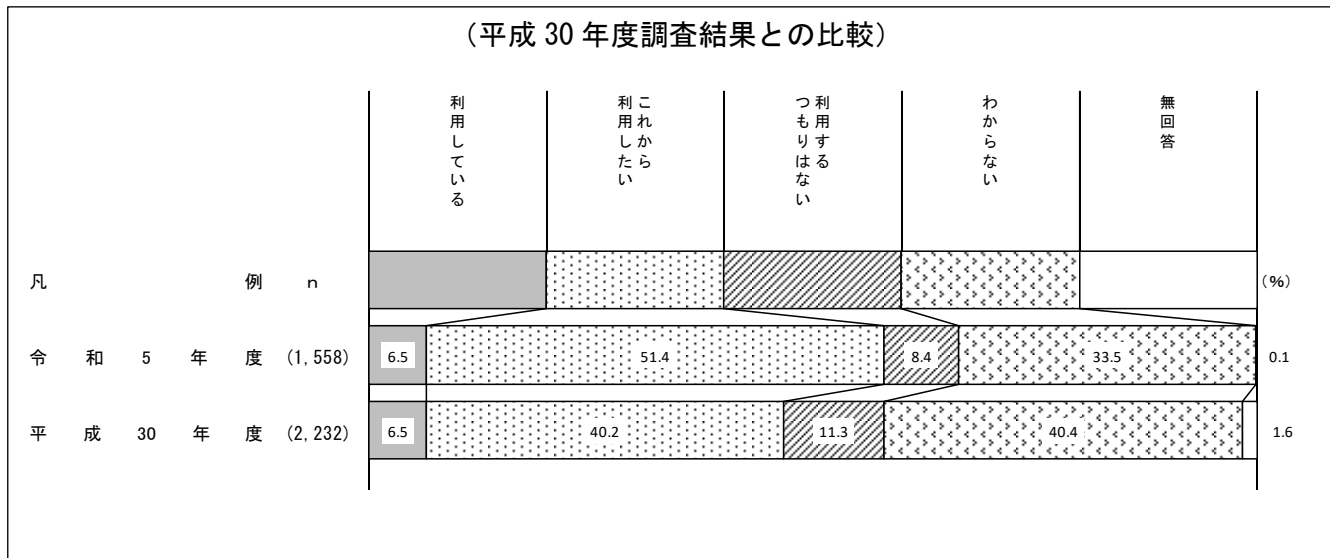 (平成 30 年度調査結果との比較)
利用している
これから
利用したい
利用する
つもりはない
わからない
無回答
凡例 n
(%)
令和5年度 (1,558)
6.5
51.4
8.4
33.5
0.1
平成30年度 (2,232)
6.5
40.2
11.3
40.4
1.6